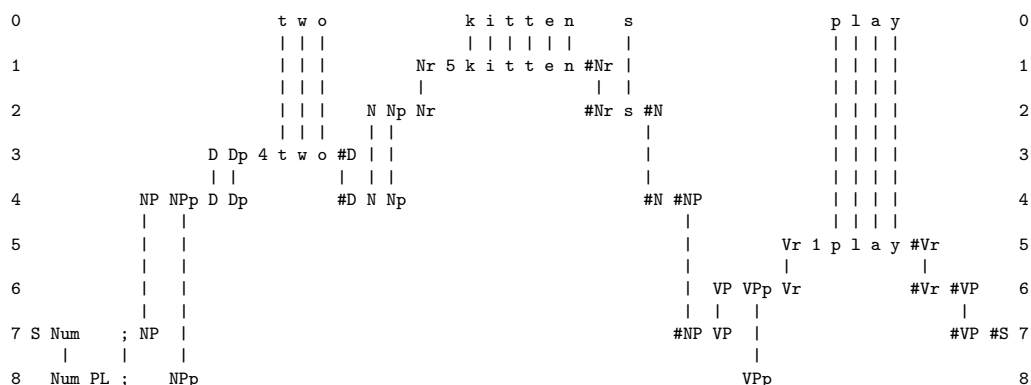 0 t w o k i t t e n s p l a y 0
| | | | | | | | | | | | | |
1 | | | Nr 5 k i t t e n #Nr | | | | | 1
| | | | | | | | | |
2 | | | N Np Nr #Nr s #N | | | | 2
| | | | | | | | | |
3 D Dp 4 t w o #D | | | | | | | 3
| | | | | | | | | |
4 NP NPp D Dp #D N Np #N #NP | | | | 4
| | | | | | |
5 | | | Vr 1 p l a y #Vr 5
| | | | |
6 | | | VP VPp Vr #Vr #VP 6
| | | | | |
7 S Num ; NP | #NP VP | #VP #S 7
| | | |
8 Num PL ; NPp VPp 8